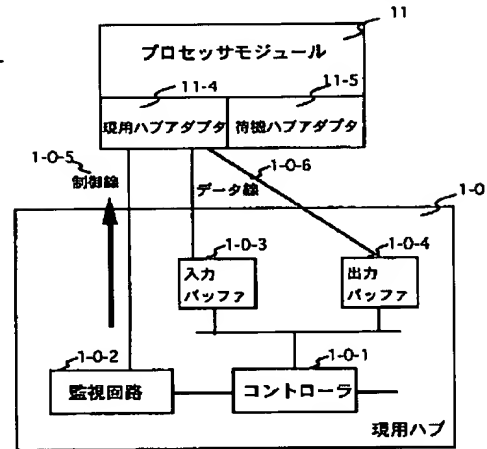 11
プロセッサモジュール
11-4
11-5
現用ハブアダプタ
荷機ハブアダプタ
1-0-5
制御線
データ線
1-0-6
1-0
1-0-3
1-0-4
入力
バッファ
出力
バッファ
1-0-2
1-0-1
監視回路
コントローラ
現用ハブ